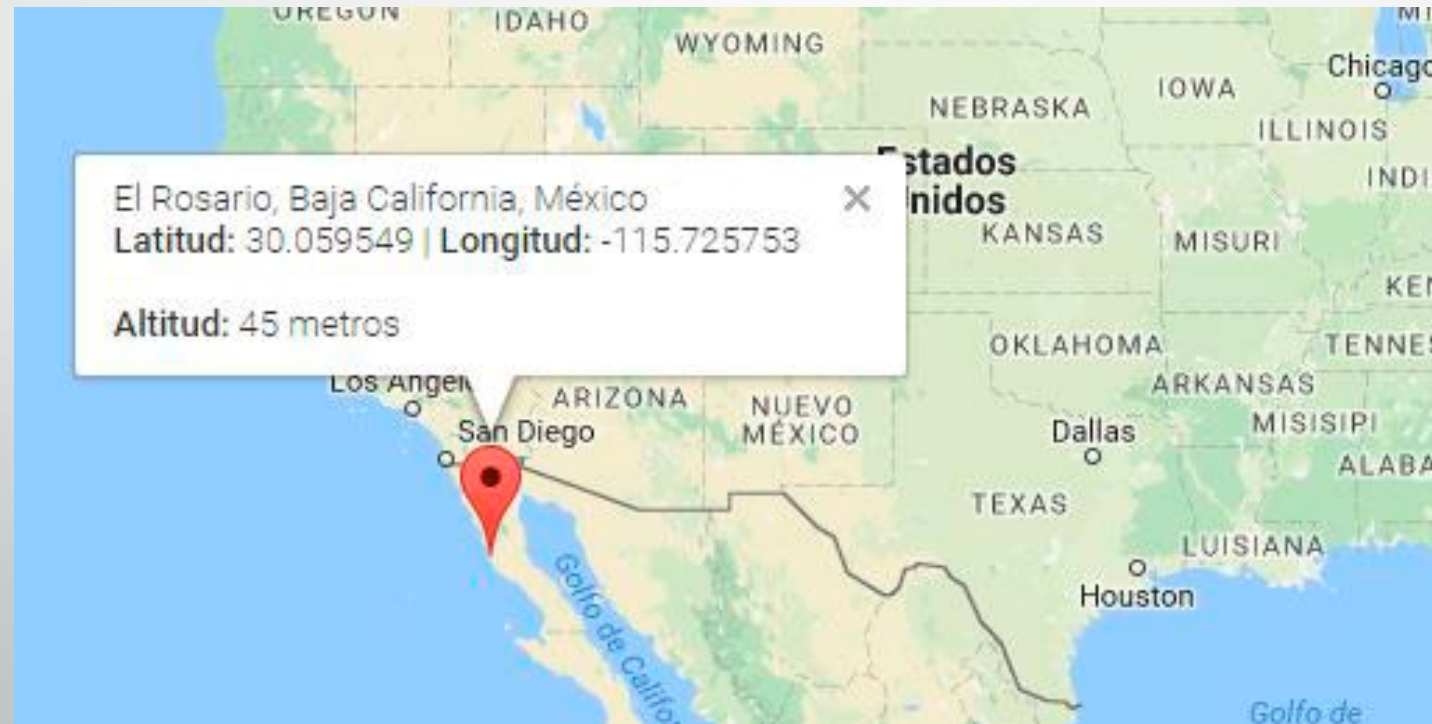 OREGON
IDAHO
WYOMING
Chicago
NEBRASKA
IOWA
ILLINOIS
Estados
Unidos
KANSAS
MISURI
El Rosario, Baja California, México
Latitud: 30.059549 | Longitud: -115.725753
Altitud: 45 metros
OKLAHOMA
TENNES
ARKANSAS
Los Angel
ARIZONA
NUEVO
MÉXICO
San Diego
Dallas
MISISIPI
ALABA
TEXAS
LUISIANA
Houston
Golfo de Califo
Golfo de